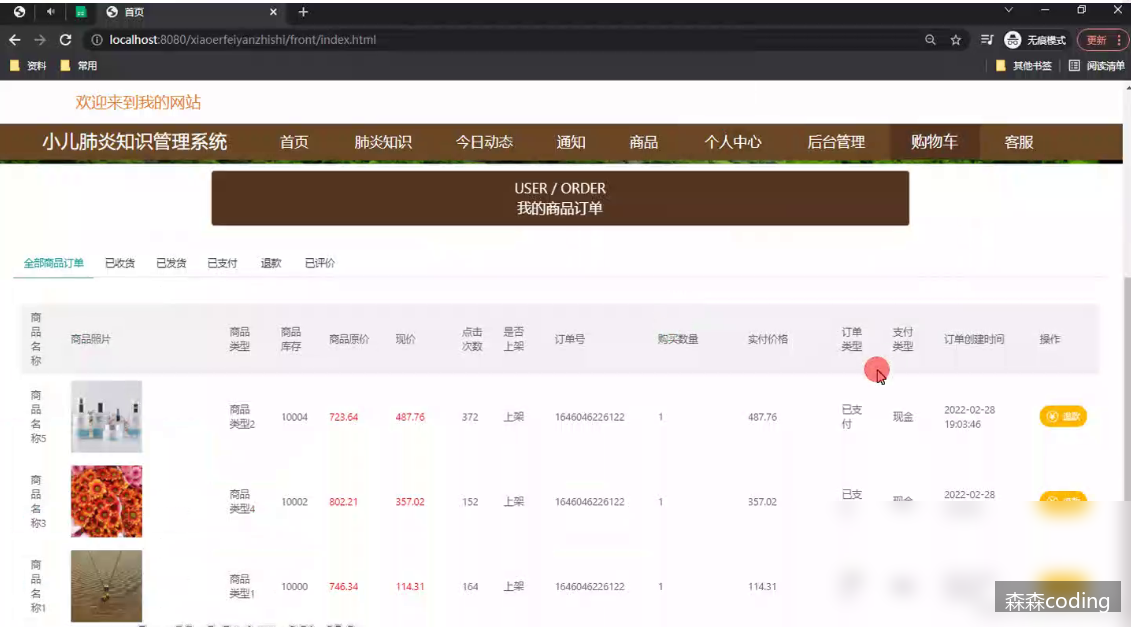 首页
localhost:8080/xiaoerfeiyanzhishi/front/index.html
无痕模式
更新
资料
常用
其他书签
阅读清单
欢迎来到我的网站
小儿肺炎知识管理系统
首页
肺炎知识
今日动态
通知
商品
个人中心
后台管理
购物车
客服
USER / ORDER
我的商品订单
全部商品订单
已收货
已发货
已支付
退款
已评价
商品名称
商品照片
商品类型
商品库存
商品原价
现价
点击次数
是否上架
订单号
购买数量
实付价格
订单类型
支付类型
订单创建时间
操作
商品名称5
商品类型2
10004
723.64
487.76
372
上架
1646046226122
1
487.76
已支付
现金
2022-02-28
19:03:46
退款
商品名称3
商品类型4
10002
802.21
357.02
152
上架
1646046226122
1
357.02
已支
2022-02-28
商品名称1
商品类型1
10000
746.34
114.31
164
上架
1646046226122
1
114.31
森森coding